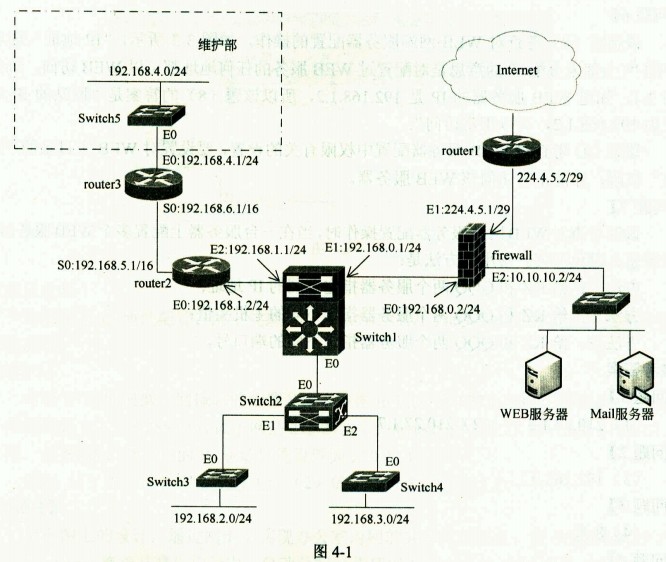 维护部
192.168.4.0/24
Switch5
E0
E0:192.168.4.1/24
router3
S0:192.168.6.1/16
S0:192.168.5.1/16
router2
E0:192.168.1.2/24
E2:192.168.1.1/24
E1:192.168.0.1/24
Switch1
E0
Internet
router1
224.4.5.2/29
E1:224.4.5.1/29
firewall
E2:10.10.10.2/24
E0:192.168.0.2/24
WEB服务器
Mail服务器
E0
Switch2
E1
E2
E0
Switch3
192.168.2.0/24
E0
Switch4
192.168.3.0/24
图 4-1